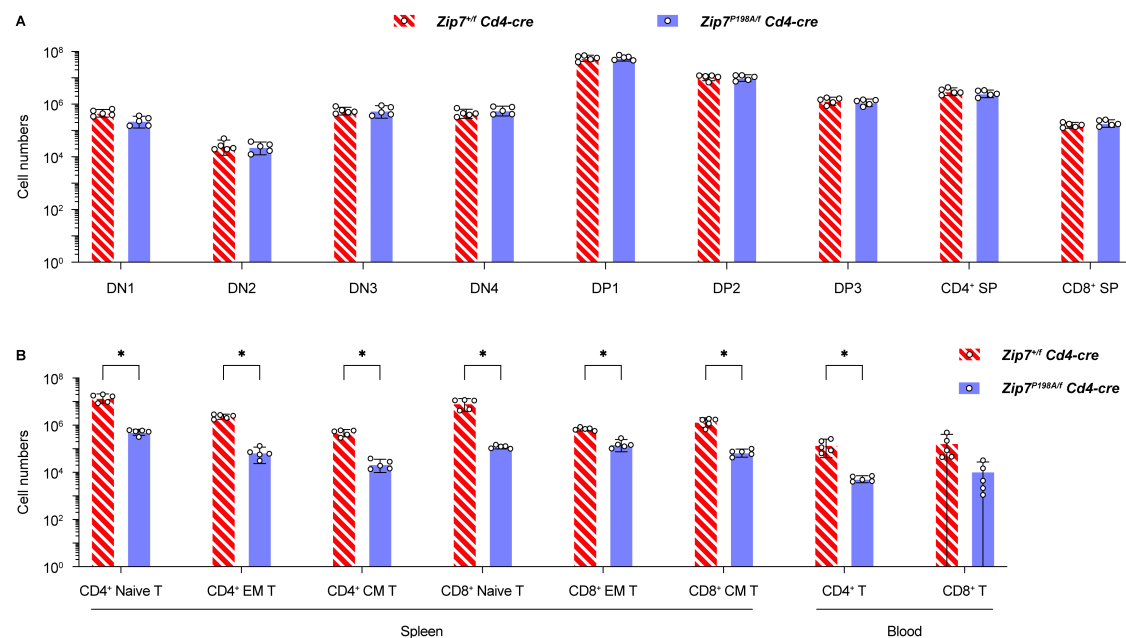 A
Zip7⁺/ᶠ Cd4-cre Zip7ᴾ¹⁹⁸ᴬ/ᶠ Cd4-cre
10⁸
10⁶
10⁴
10²
10⁰
Cell numbers
DN1 DN2 DN3 DN4 DP1 DP2 DP3 CD4⁺ SP CD8⁺ SP
B
* * * * * * *
Zip7⁺/ᶠ Cd4-cre
Zip7ᴾ¹⁹⁸ᴬ/ᶠ Cd4-cre
10⁸
10⁶
10⁴
10²
10⁰
Cell numbers
CD4⁺ Naive T CD4⁺ EM T CD4⁺ CM T CD8⁺ Naive T CD8⁺ EM T CD8⁺ CM T CD4⁺ T CD8⁺ T
Spleen Blood